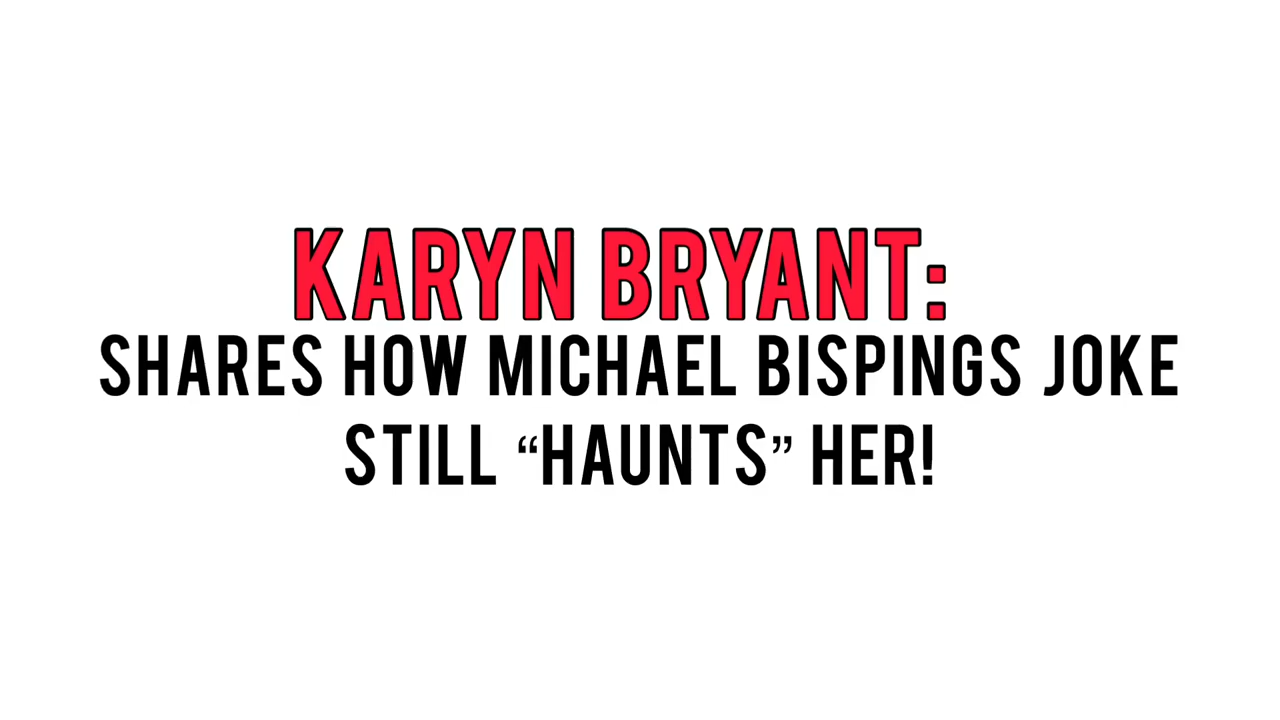 KARYN BRYANT:
SHARES HOW MICHAEL BISPINGS JOKE
STILL “HAUNTS” HER!